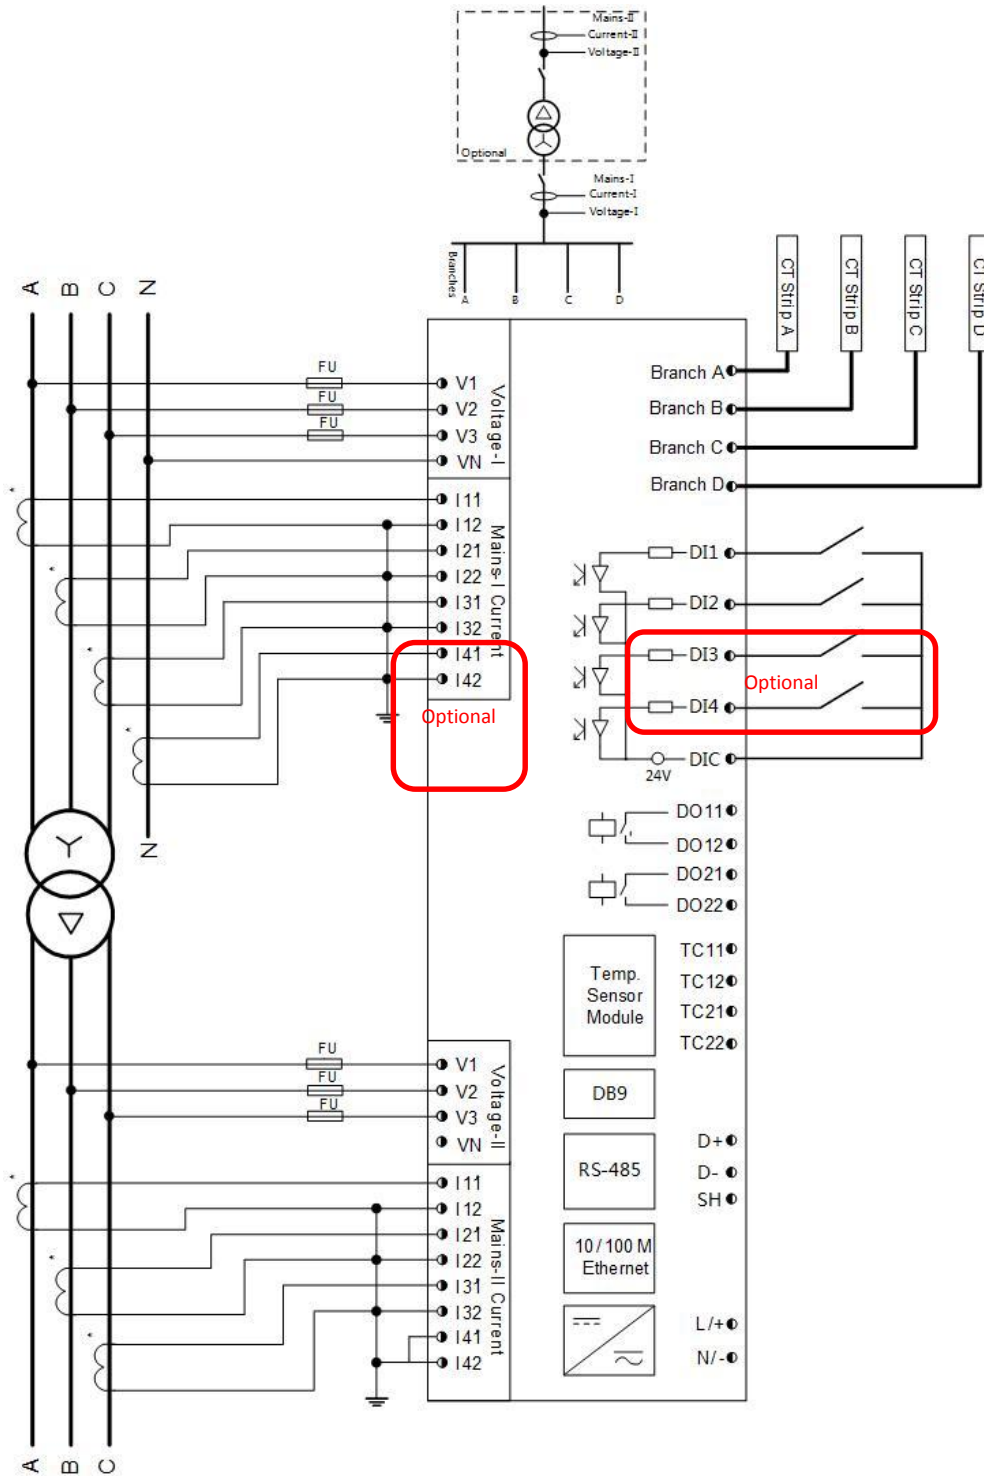 Mains-II
Current-II
Voltage-II
Optional
Mains-I
Current-I
Voltage-I
Branches
A
B
C
D
CT Strip A
CT Strip B
CT Strip C
CT Strip D
A
B
C
N
FU
FU
FU
V1
V2
V3
VN
Voltage-I
I11
I12
I21
I22
I31
I32
I41
I42
Mains-I Current
Optional
Branch A
Branch B
Branch C
Branch D
DI1
DI2
DI3
Optional
DI4
DIC
24V
DO11
DO12
DO21
DO22
N
TC11
TC12
TC21
TC22
Temp.
Sensor
Module
FU
FU
FU
V1
V2
V3
VN
Voltage-II
DB9
RS-485
D+
D-
SH
I11
I12
I21
I22
I31
I32
I41
I42
Mains-II Current
10/100 M
Ethernet
L/+
N/-
A
B
C